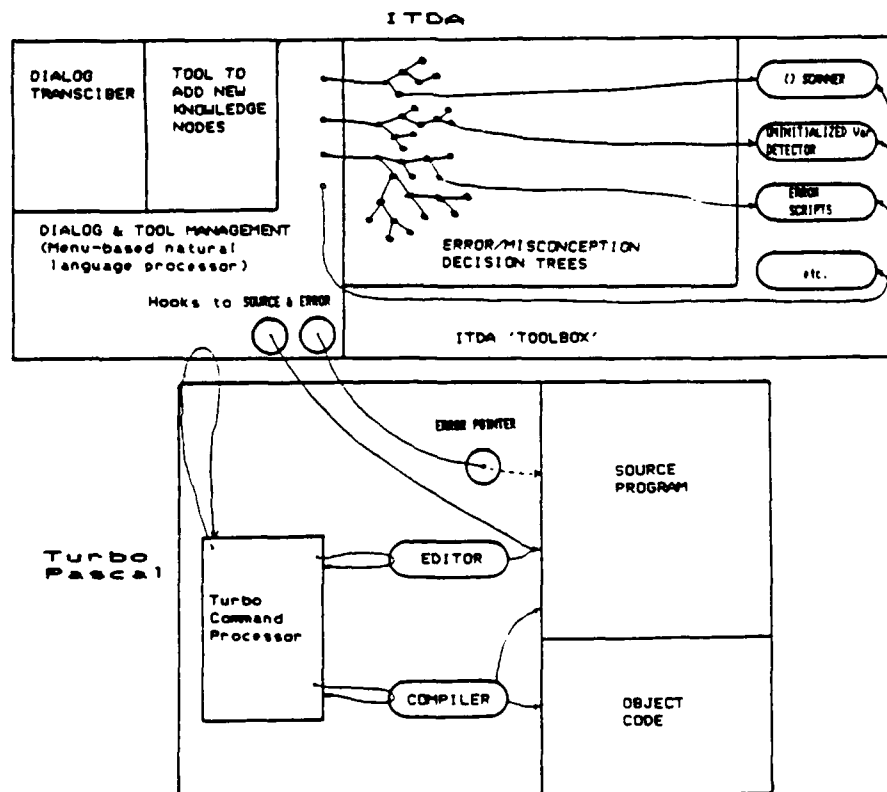 ITDA
DIALOG
TRANSCIBER
TOOL TO
ADD NEW
KNOWLEDGE
NODES
() SCANNER
UNINITIALIZED Var
DETECTOR
ERROR
SCRIPTS
etc.
DIALOG & TOOL MANAGEMENT
(Menu-based natural
language processor)
ERROR/MISCONCEPTION
DECISION TREES
Hooks to SOURCE & ERROR
ITDA 'TOOLBOX'
ERROR POINTER
SOURCE
PROGRAM
Turbo
Pascal
EDITOR
Turbo
Command
Processor
COMPILER
OBJECT
CODE